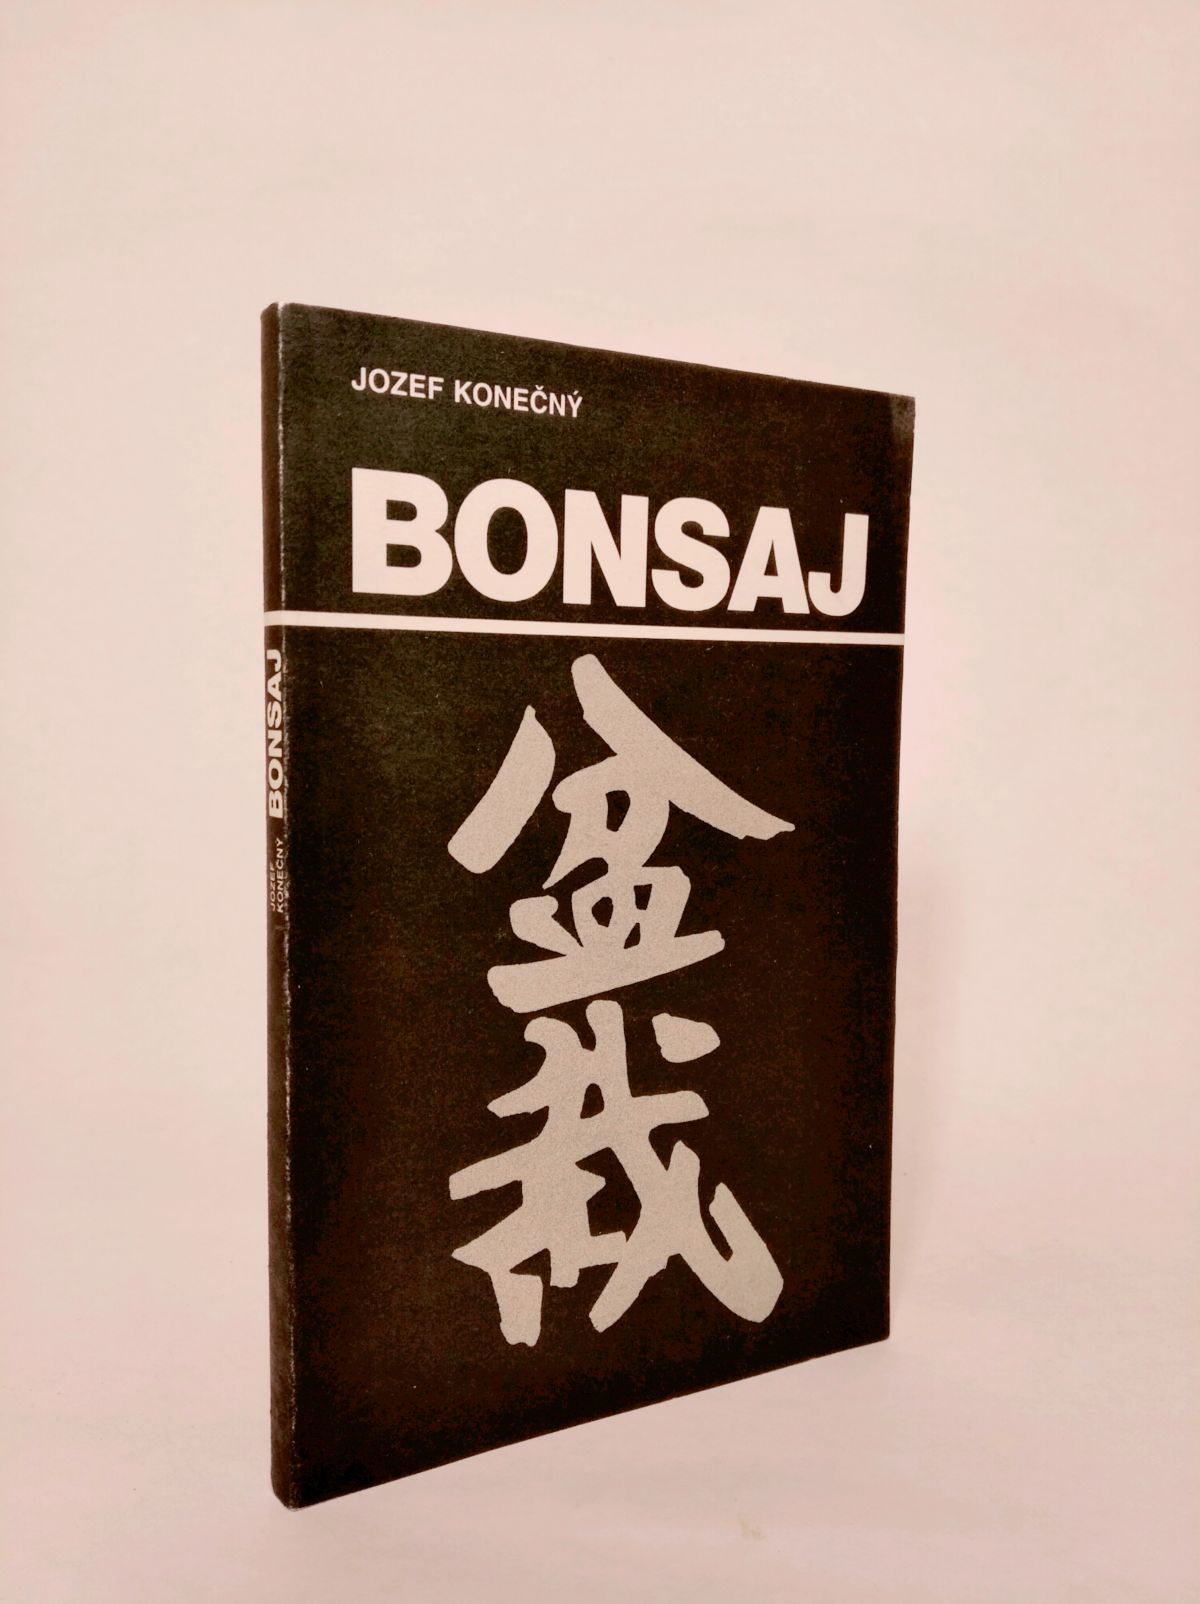 JOZEF KONEČNÝ
BONSAJ
盆
栽
BONSAJ
JOZEF
KONEČNÝ